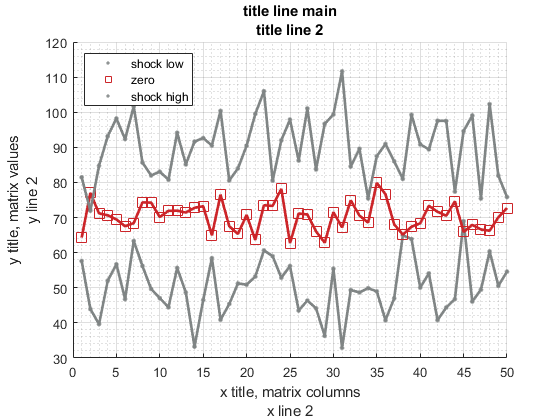 title line main
title line 2
120
110
100
90
80
70
60
50
40
30
y title, matrix values
y line 2
shock low
zero
shock high
0 5 10 15 20 25 30 35 40 45 50
x title, matrix columns
x line 2